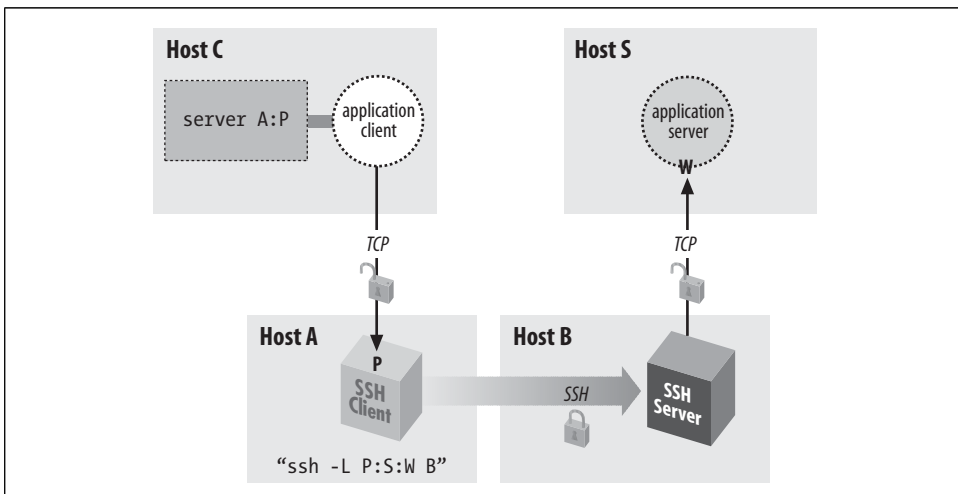 Host C
server A:P
application
client
TCP
Host S
application
server
W
TCP
Host A
P
SSH
Client
"ssh -L P:S:W B"
SSH
Host B
SSH
Server